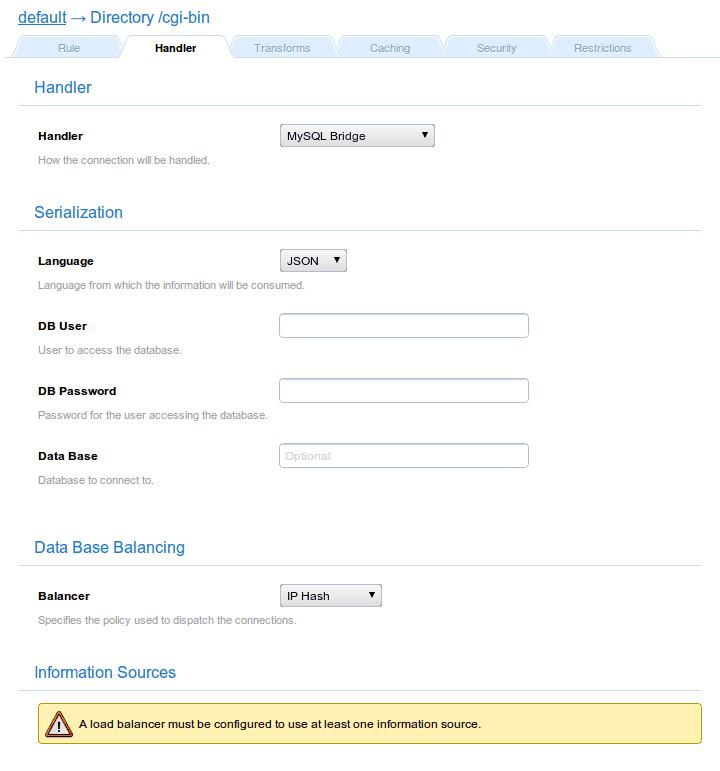 default → Directory /cgi-bin
Rule Handler Transforms Caching Security Restrictions
Handler
Handler MySQL Bridge
How the connection will be handled.
Serialization
Language JSON
Language from which the information will be consumed.
DB User
User to access the database.
DB Password
Password for the user accessing the database.
Data Base Optional
Database to connect to.
Data Base Balancing
Balancer IP Hash
Specifies the policy used to dispatch the connections.
Information Sources
A load balancer must be configured to use at least one information source.